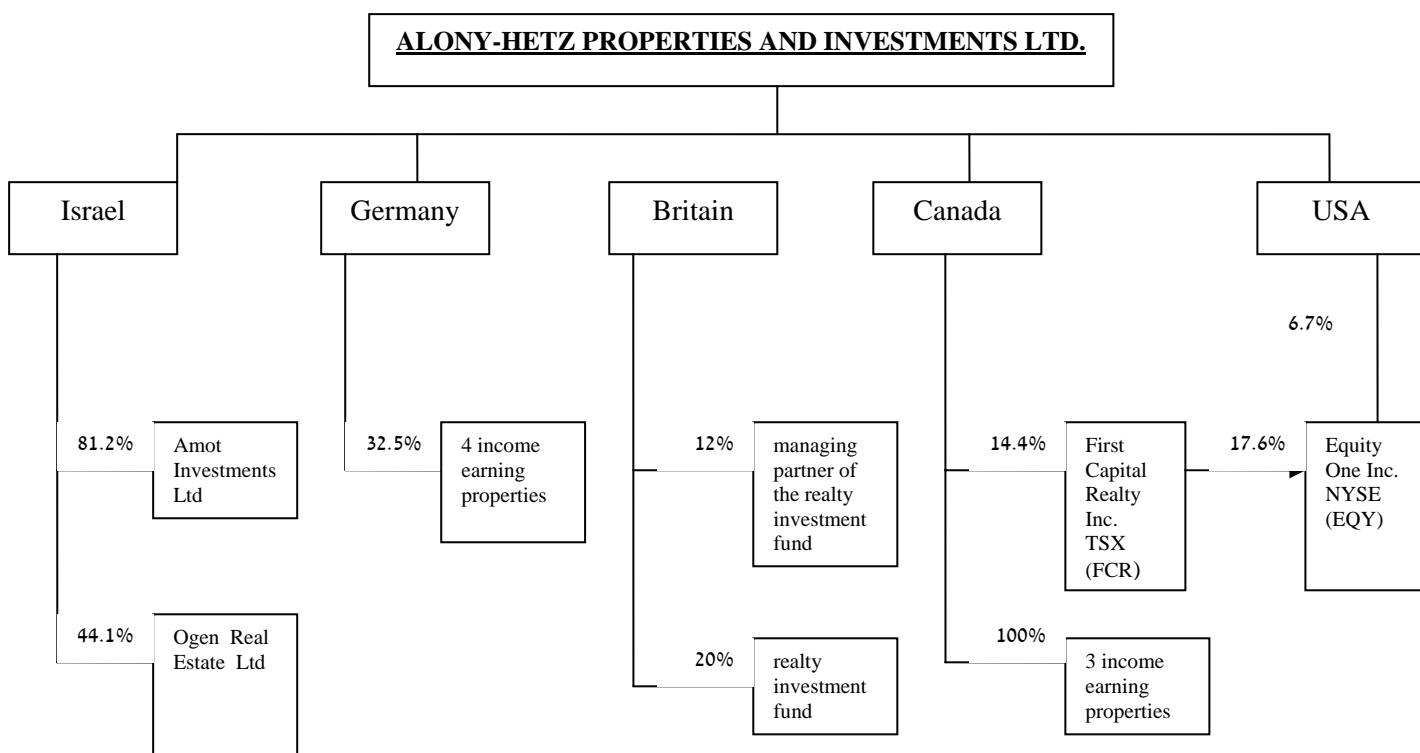 ALONY-HETZ PROPERTIES AND INVESTMENTS LTD.
Israel
Germany
Britain
Canada
USA
6.7%
81.2%
Amot
Investments
Ltd
32.5%
4 income
earning
properties
12%
managing
partner of
the realty
investment
fund
14.4%
First
Capital
Realty
Inc.
TSX
(FCR)
17.6%
Equity
One Inc.
NYSE
(EQY)
44.1%
Ogen Real
Estate Ltd
20%
realty
investment
fund
100%
3 income
earning
properties